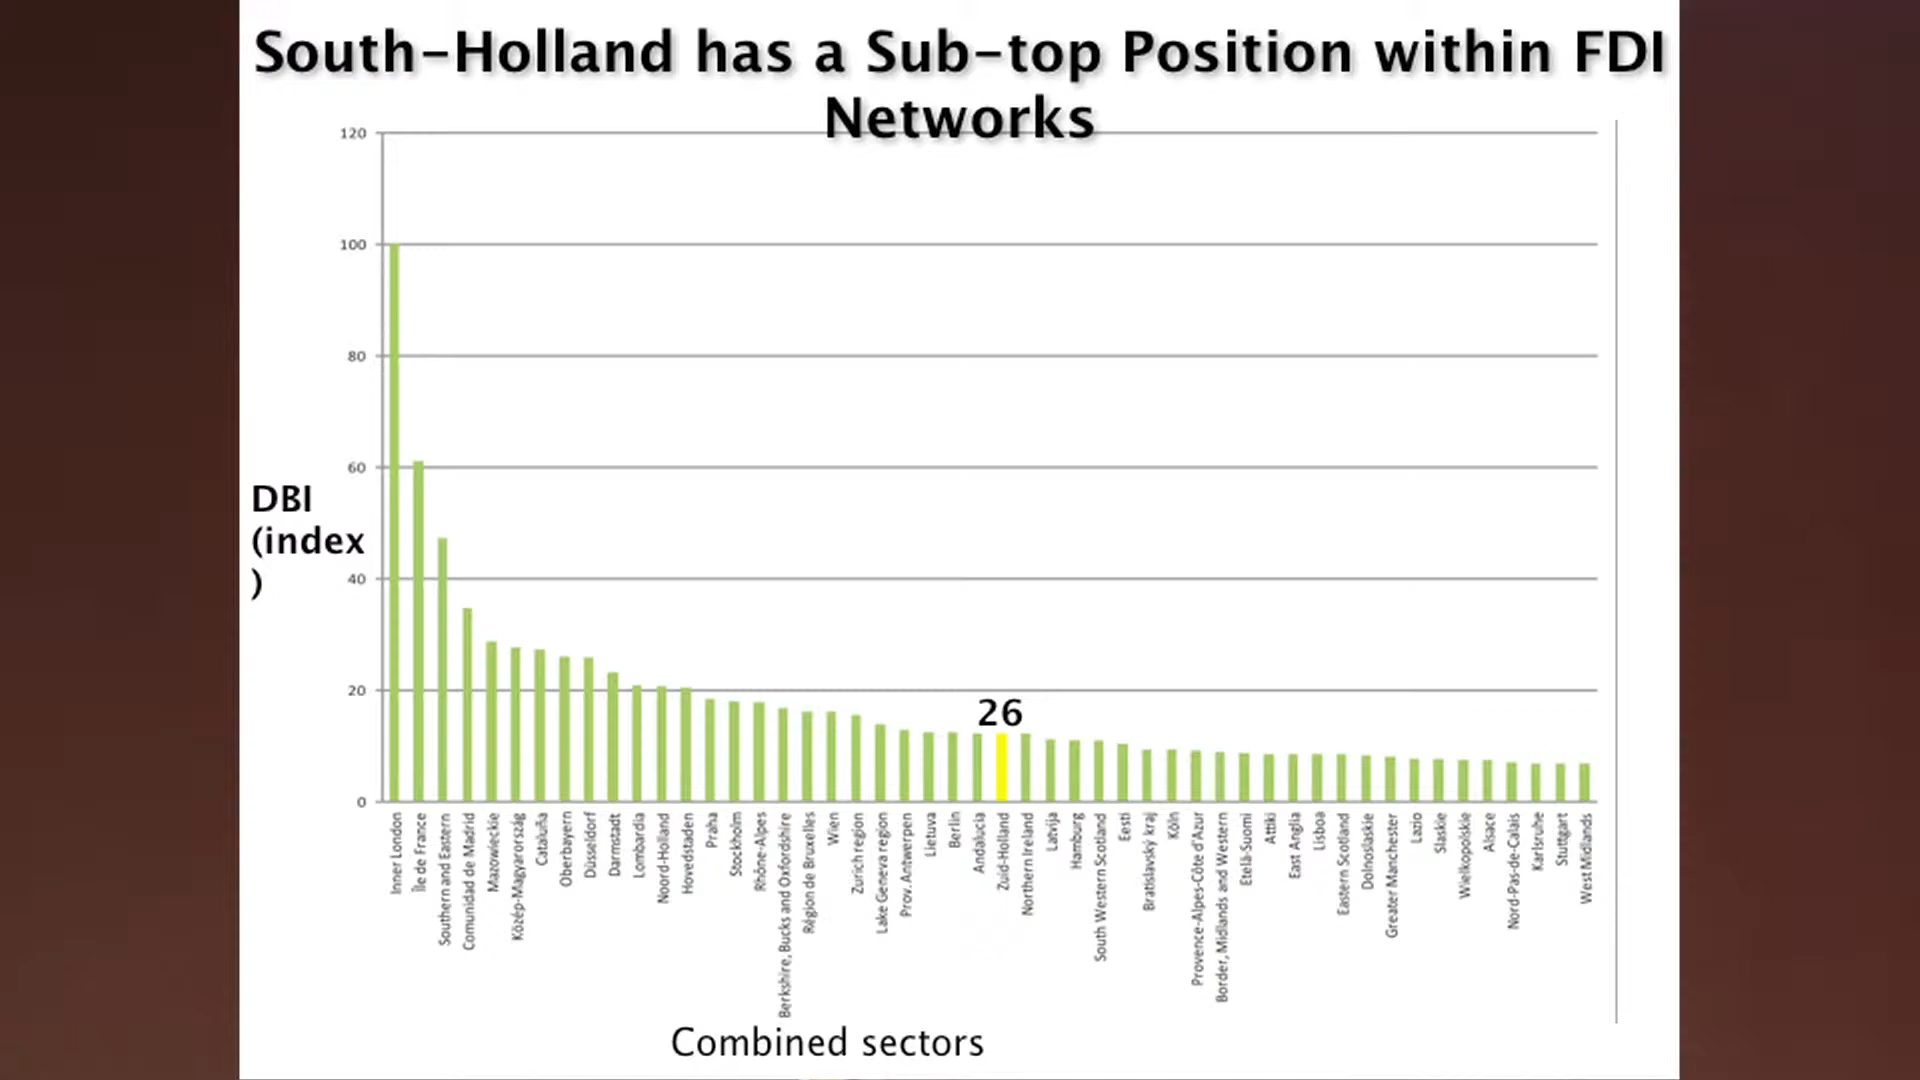 South-Holland has a Sub-top Position within FDI
Networks
120
100
80
60
40
20
0
DBI
(index
)
26
Inner London
Île de France
Southern and Eastern
Comunidad de Madrid
Mazowieckie
Közép-Magyarország
Cataluña
Oberbayern
Düsseldorf
Darmstadt
Lombardia
Noord-Holland
Hovedstaden
Praha
Stockholm
Rhône-Alpes
Berkshire, Bucks and Oxfordshire
Région de Bruxelles
Wien
Zurich region
Lake Geneva region
Prov. Antwerpen
Lietuva
Berlin
Andalucia
Zuid-Holland
Northern Ireland
Latvija
Hamburg
South Western Scotland
Eesti
Bratislavský kraj
Köln
Provence-Alpes-Côte d'Azur
Border, Midlands and Western
Etelä-Suomi
Attiki
East Anglia
Lisboa
Eastern Scotland
Dolnoslaskie
Greater Manchester
Lazio
Slaskie
Wielkopolskie
Alsace
Nord-Pas-de-Calais
Karlsruhe
Stuttgart
West Midlands
Combined sectors